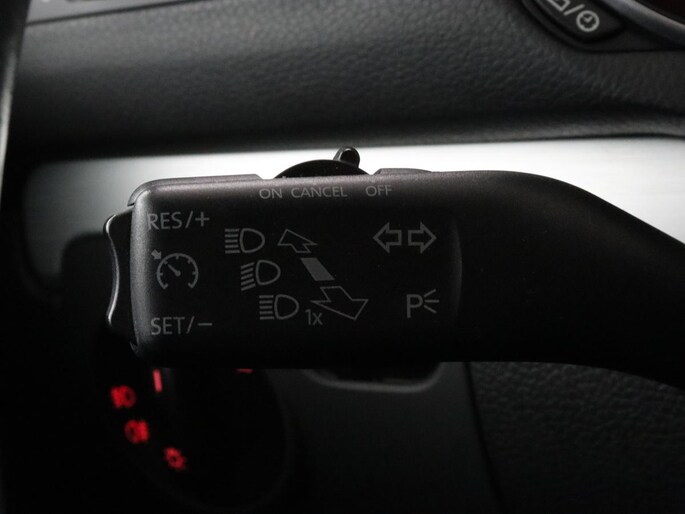 ON CANCEL OFF
RES/+
1x
SET/-
P